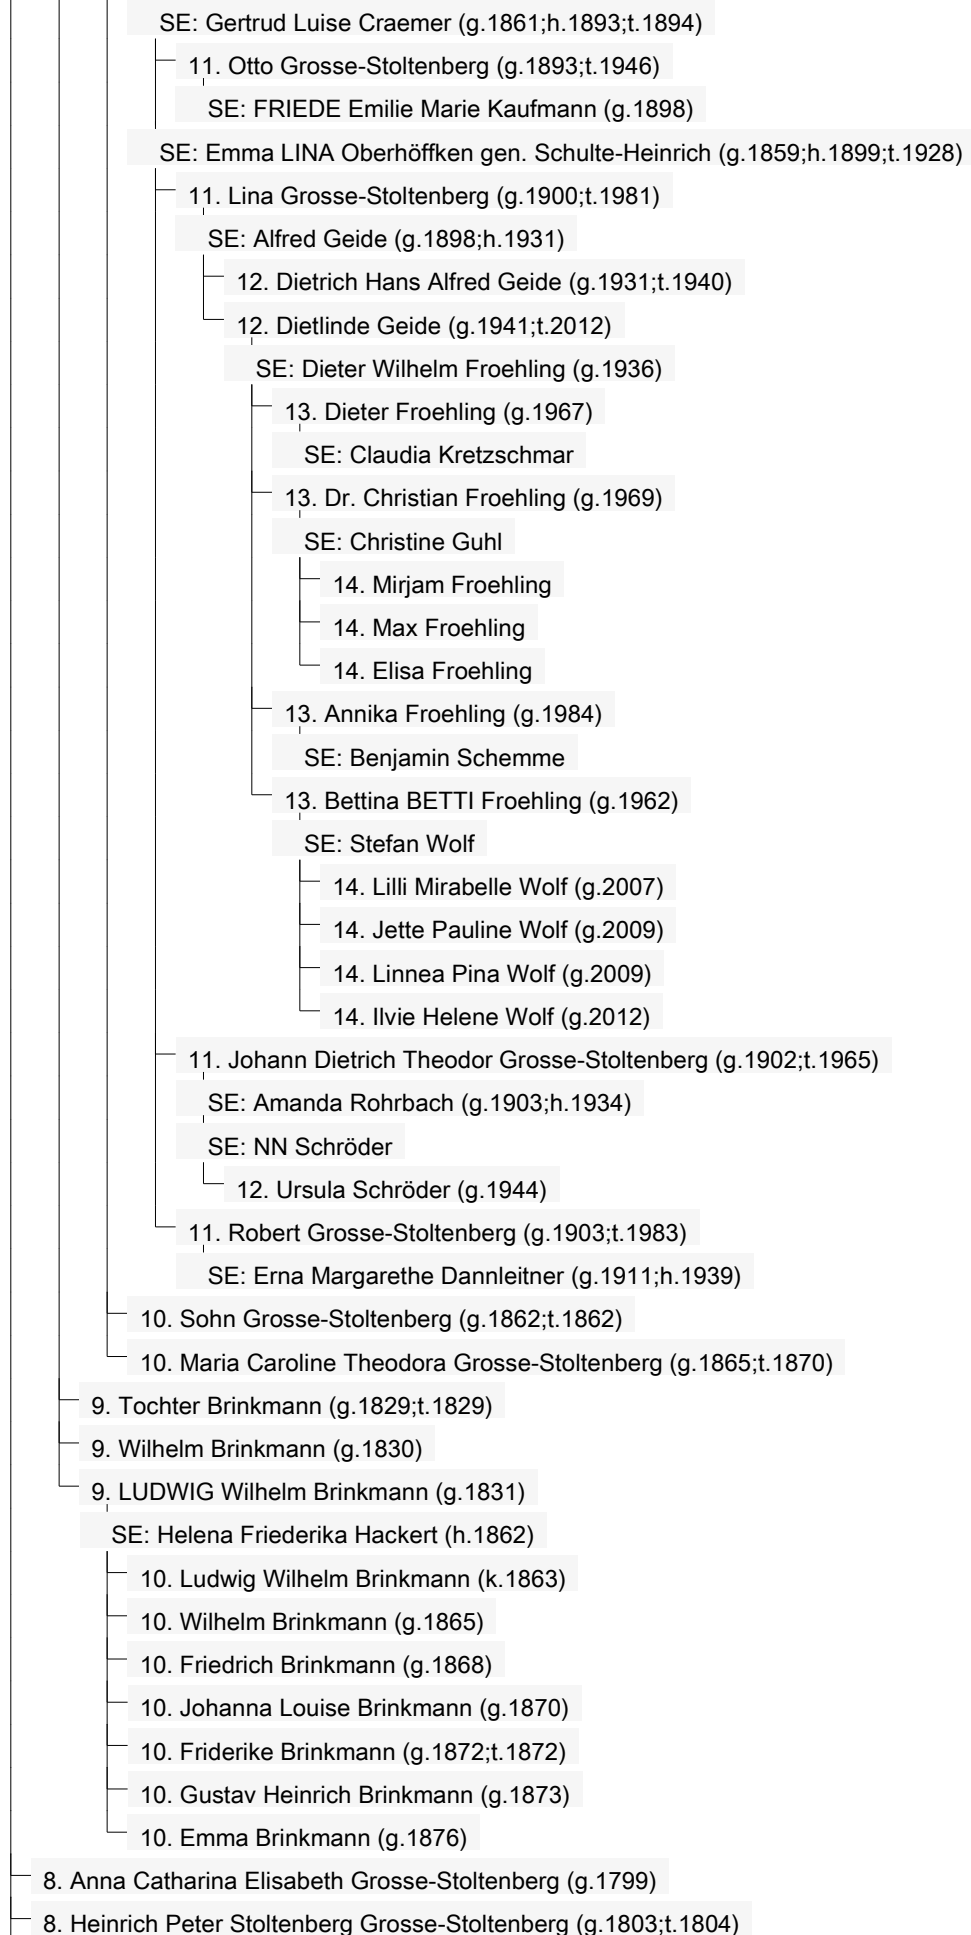 SE: Gertrud Luise Craemer (g.1861;h.1893;t.1894)
11. Otto Grosse-Stoltenberg (g.1893;t.1946)
SE: FRIEDE Emilie Marie Kaufmann (g.1898)
SE: Emma LINA Oberhöffken gen. Schulte-Heinrich (g.1859;h.1899;t.1928)
11. Lina Grosse-Stoltenberg (g.1900;t.1981)
SE: Alfred Geide (g.1898;h.1931)
12. Dietrich Hans Alfred Geide (g.1931;t.1940)
12. Dietlinde Geide (g.1941;t.2012)
SE: Dieter Wilhelm Froehling (g.1936)
13. Dieter Froehling (g.1967)
SE: Claudia Kretzschmar
13. Dr. Christian Froehling (g.1969)
SE: Christine Guhl
14. Mirjam Froehling
14. Max Froehling
14. Elisa Froehling
13. Annika Froehling (g.1984)
SE: Benjamin Schemme
13. Bettina BETTI Froehling (g.1962)
SE: Stefan Wolf
14. Lilli Mirabelle Wolf (g.2007)
14. Jette Pauline Wolf (g.2009)
14. Linnea Pina Wolf (g.2009)
14. Ilvie Helene Wolf (g.2012)
11. Johann Dietrich Theodor Grosse-Stoltenberg (g.1902;t.1965)
SE: Amanda Rohrbach (g.1903;h.1934)
SE: NN Schröder
12. Ursula Schröder (g.1944)
11. Robert Grosse-Stoltenberg (g.1903;t.1983)
SE: Erna Margarethe Dannleitner (g.1911;h.1939)
10. Sohn Grosse-Stoltenberg (g.1862;t.1862)
10. Maria Caroline Theodora Grosse-Stoltenberg (g.1865;t.1870)
9. Tochter Brinkmann (g.1829;t.1829)
9. Wilhelm Brinkmann (g.1830)
9. LUDWIG Wilhelm Brinkmann (g.1831)
SE: Helena Friederika Hackert (h.1862)
10. Ludwig Wilhelm Brinkmann (k.1863)
10. Wilhelm Brinkmann (g.1865)
10. Friedrich Brinkmann (g.1868)
10. Johanna Louise Brinkmann (g.1870)
10. Friderike Brinkmann (g.1872;t.1872)
10. Gustav Heinrich Brinkmann (g.1873)
10. Emma Brinkmann (g.1876)
8. Anna Catharina Elisabeth Grosse-Stoltenberg (g.1799)
8. Heinrich Peter Stoltenberg Grosse-Stoltenberg (g.1803;t.1804)